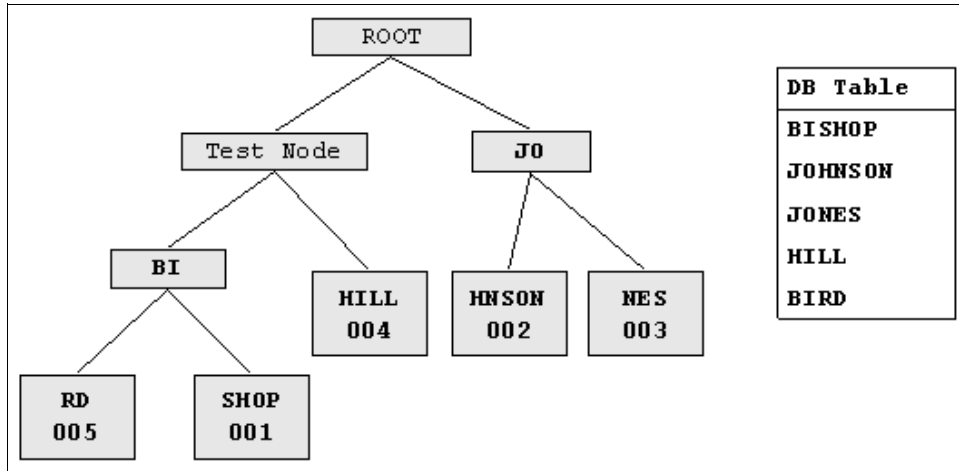 ROOT
Test Node
JO
BI
HILL
004
HNSON
002
NES
003
RD
005
SHOP
001
DB Table
BISHOP
JOHNSON
JONES
HILL
BIRD